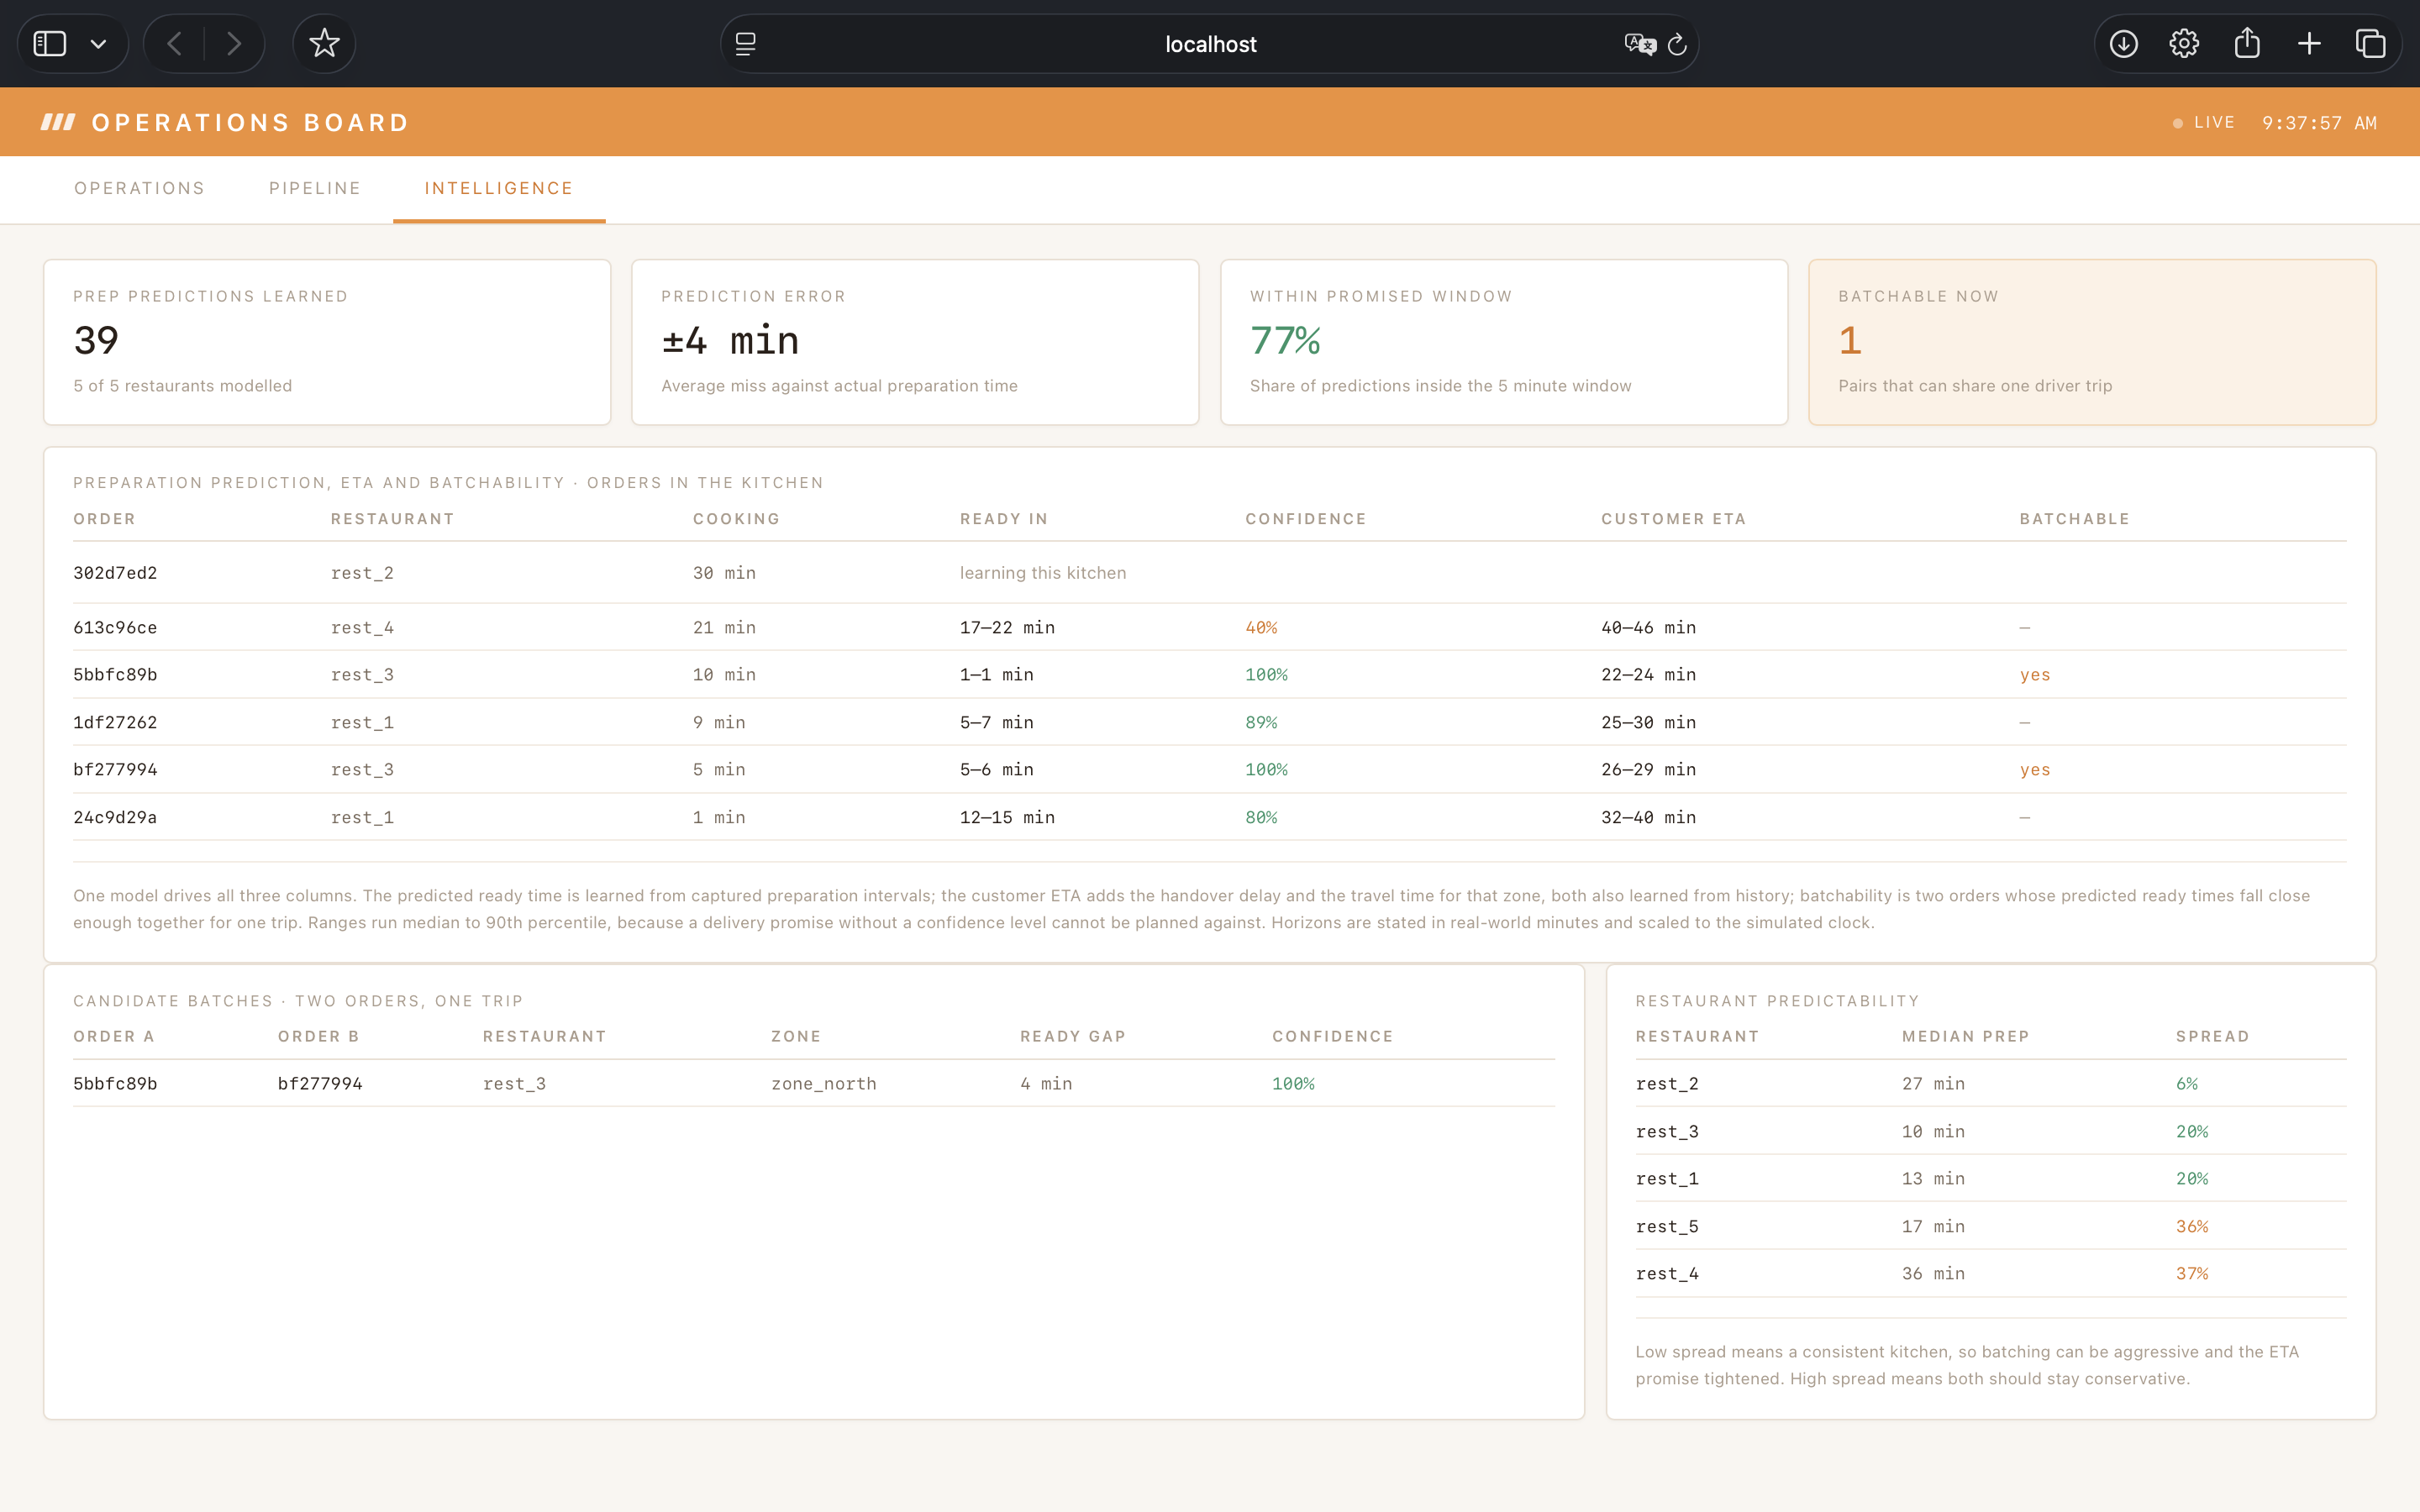 localhost
OPERATIONS BOARD
LIVE 9:37:57 AM
OPERATIONS PIPELINE INTELLIGENCE
PREP PREDICTIONS LEARNED
39
5 of 5 restaurants modelled
PREDICTION ERROR
±4 min
Average miss against actual preparation time
WITHIN PROMISED WINDOW
77%
Share of predictions inside the 5 minute window
BATCHABLE NOW
1
Pairs that can share one driver trip
PREPARATION PREDICTION, ETA AND BATCHABILITY · ORDERS IN THE KITCHEN
ORDER RESTAURANT COOKING READY IN CONFIDENCE CUSTOMER ETA BATCHABLE
302d7ed2 rest_2 30 min learning this kitchen
613c96ce rest_4 21 min 17–22 min 40% 40–46 min –
5bbfc89b rest_3 10 min 1–1 min 100% 22–24 min yes
1df27262 rest_1 9 min 5–7 min 89% 25–30 min –
bf277994 rest_3 5 min 5–6 min 100% 26–29 min yes
24c9d29a rest_1 1 min 12–15 min 80% 32–40 min –
One model drives all three columns. The predicted ready time is learned from captured preparation intervals; the customer ETA adds the handover delay and the travel time for that zone, both also learned from history; batchability is two orders whose predicted ready times fall close
enough together for one trip. Ranges run median to 90th percentile, because a delivery promise without a confidence level cannot be planned against. Horizons are stated in real-world minutes and scaled to the simulated clock.
CANDIDATE BATCHES · TWO ORDERS, ONE TRIP
ORDER A ORDER B RESTAURANT ZONE READY GAP CONFIDENCE
5bbfc89b bf277994 rest_3 zone_north 4 min 100%
RESTAURANT PREDICTABILITY
RESTAURANT MEDIAN PREP SPREAD
rest_2 27 min 6%
rest_3 10 min 20%
rest_1 13 min 20%
rest_5 17 min 36%
rest_4 36 min 37%
Low spread means a consistent kitchen, so batching can be aggressive and the ETA
promise tightened. High spread means both should stay conservative.